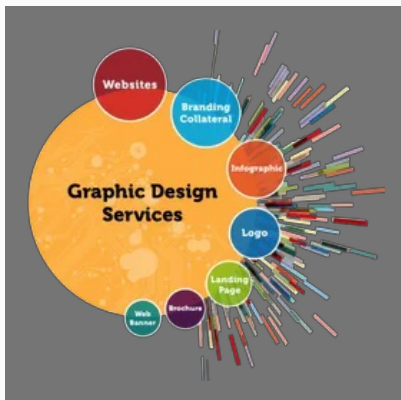 Websites
Branding
Collateral
Infographic
Graphic Design
Services
Logo
Landing
Page
Brochure
Web
Banner